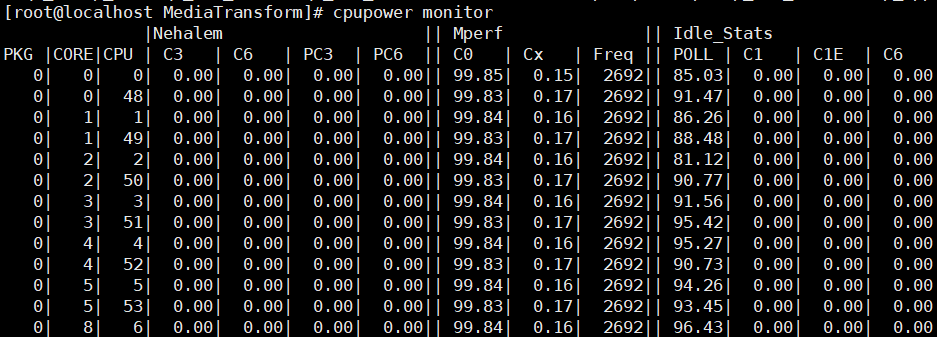 [root@localhost MediaTransform]# cpupower monitor
              |Nehalem                    || Mperf              || Idle_Stats
PKG |CORE|CPU | C3   | C6   | PC3  | PC6  || C0   | Cx   | Freq || POLL | C1   | C1E  | C6
   0|   0|   0|  0.00|  0.00|  0.00|  0.00|| 99.85|  0.15|  2692|| 85.03|  0.00|  0.00|  0.00
   0|   0|  48|  0.00|  0.00|  0.00|  0.00|| 99.83|  0.17|  2692|| 91.47|  0.00|  0.00|  0.00
   0|   1|   1|  0.00|  0.00|  0.00|  0.00|| 99.84|  0.16|  2692|| 86.26|  0.00|  0.00|  0.00
   0|   1|  49|  0.00|  0.00|  0.00|  0.00|| 99.83|  0.17|  2692|| 88.48|  0.00|  0.00|  0.00
   0|   2|   2|  0.00|  0.00|  0.00|  0.00|| 99.84|  0.16|  2692|| 81.12|  0.00|  0.00|  0.00
   0|   2|  50|  0.00|  0.00|  0.00|  0.00|| 99.83|  0.17|  2692|| 90.77|  0.00|  0.00|  0.00
   0|   3|   3|  0.00|  0.00|  0.00|  0.00|| 99.84|  0.16|  2692|| 91.56|  0.00|  0.00|  0.00
   0|   3|  51|  0.00|  0.00|  0.00|  0.00|| 99.83|  0.17|  2692|| 95.42|  0.00|  0.00|  0.00
   0|   4|   4|  0.00|  0.00|  0.00|  0.00|| 99.84|  0.16|  2692|| 95.27|  0.00|  0.00|  0.00
   0|   4|  52|  0.00|  0.00|  0.00|  0.00|| 99.83|  0.17|  2692|| 90.73|  0.00|  0.00|  0.00
   0|   5|   5|  0.00|  0.00|  0.00|  0.00|| 99.84|  0.16|  2692|| 94.26|  0.00|  0.00|  0.00
   0|   5|  53|  0.00|  0.00|  0.00|  0.00|| 99.83|  0.17|  2692|| 93.45|  0.00|  0.00|  0.00
   0|   8|   6|  0.00|  0.00|  0.00|  0.00|| 99.84|  0.16|  2692|| 96.43|  0.00|  0.00|  0.00